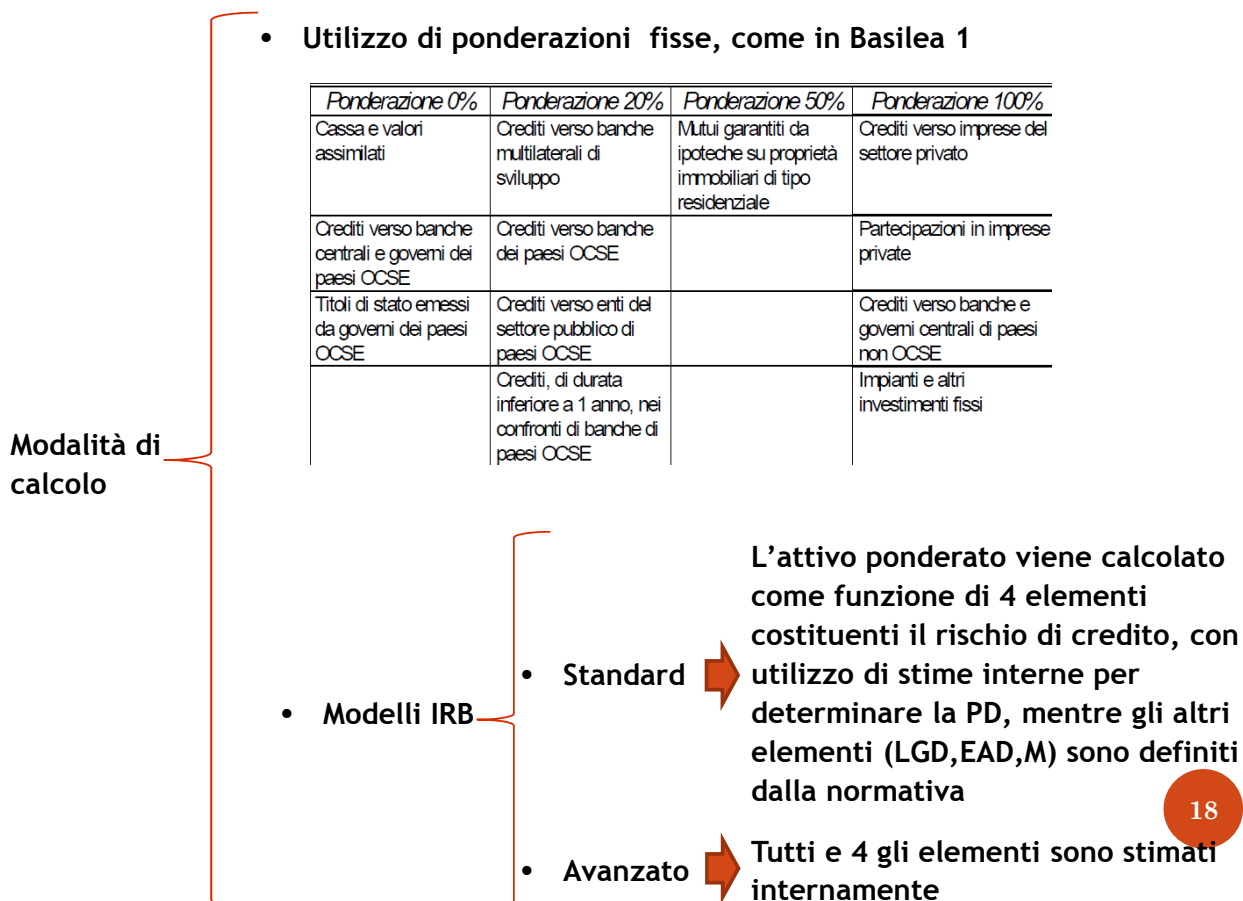 • Utilizzo di ponderazioni fisse, come in Basilea 1
Ponderazione 0% Ponderazione 20% Ponderazione 50% Ponderazione 100%
Cassa e valori
assimilati
Crediti verso banche
multilaterali di
sviluppo
Mutui garantiti da
ipoteche su proprietà
immobiliari di tipo
residenziale
Crediti verso imprese del
settore privato
Crediti verso banche
centrali e governi dei
paesi OCSE
Crediti verso banche
dei paesi OCSE
Partecipazioni in imprese
private
Titoli di stato emessi
da governi dei paesi
OCSE
Crediti verso enti del
settore pubblico di
paesi OCSE
Crediti verso banche e
governi centrali di paesi
non OCSE
Crediti, di durata
inferiore a 1 anno, nei
confronti di banche di
paesi OCSE
Impianti e altri
investimenti fissi
Modalità di
calcolo
• Modelli IRB
• Standard
L’attivo ponderato viene calcolato
come funzione di 4 elementi
costituenti il rischio di credito, con
utilizzo di stime interne per
determinare la PD, mentre gli altri
elementi (LGD,EAD,M) sono definiti
dalla normativa
18
• Avanzato
Tutti e 4 gli elementi sono stimati
internamente